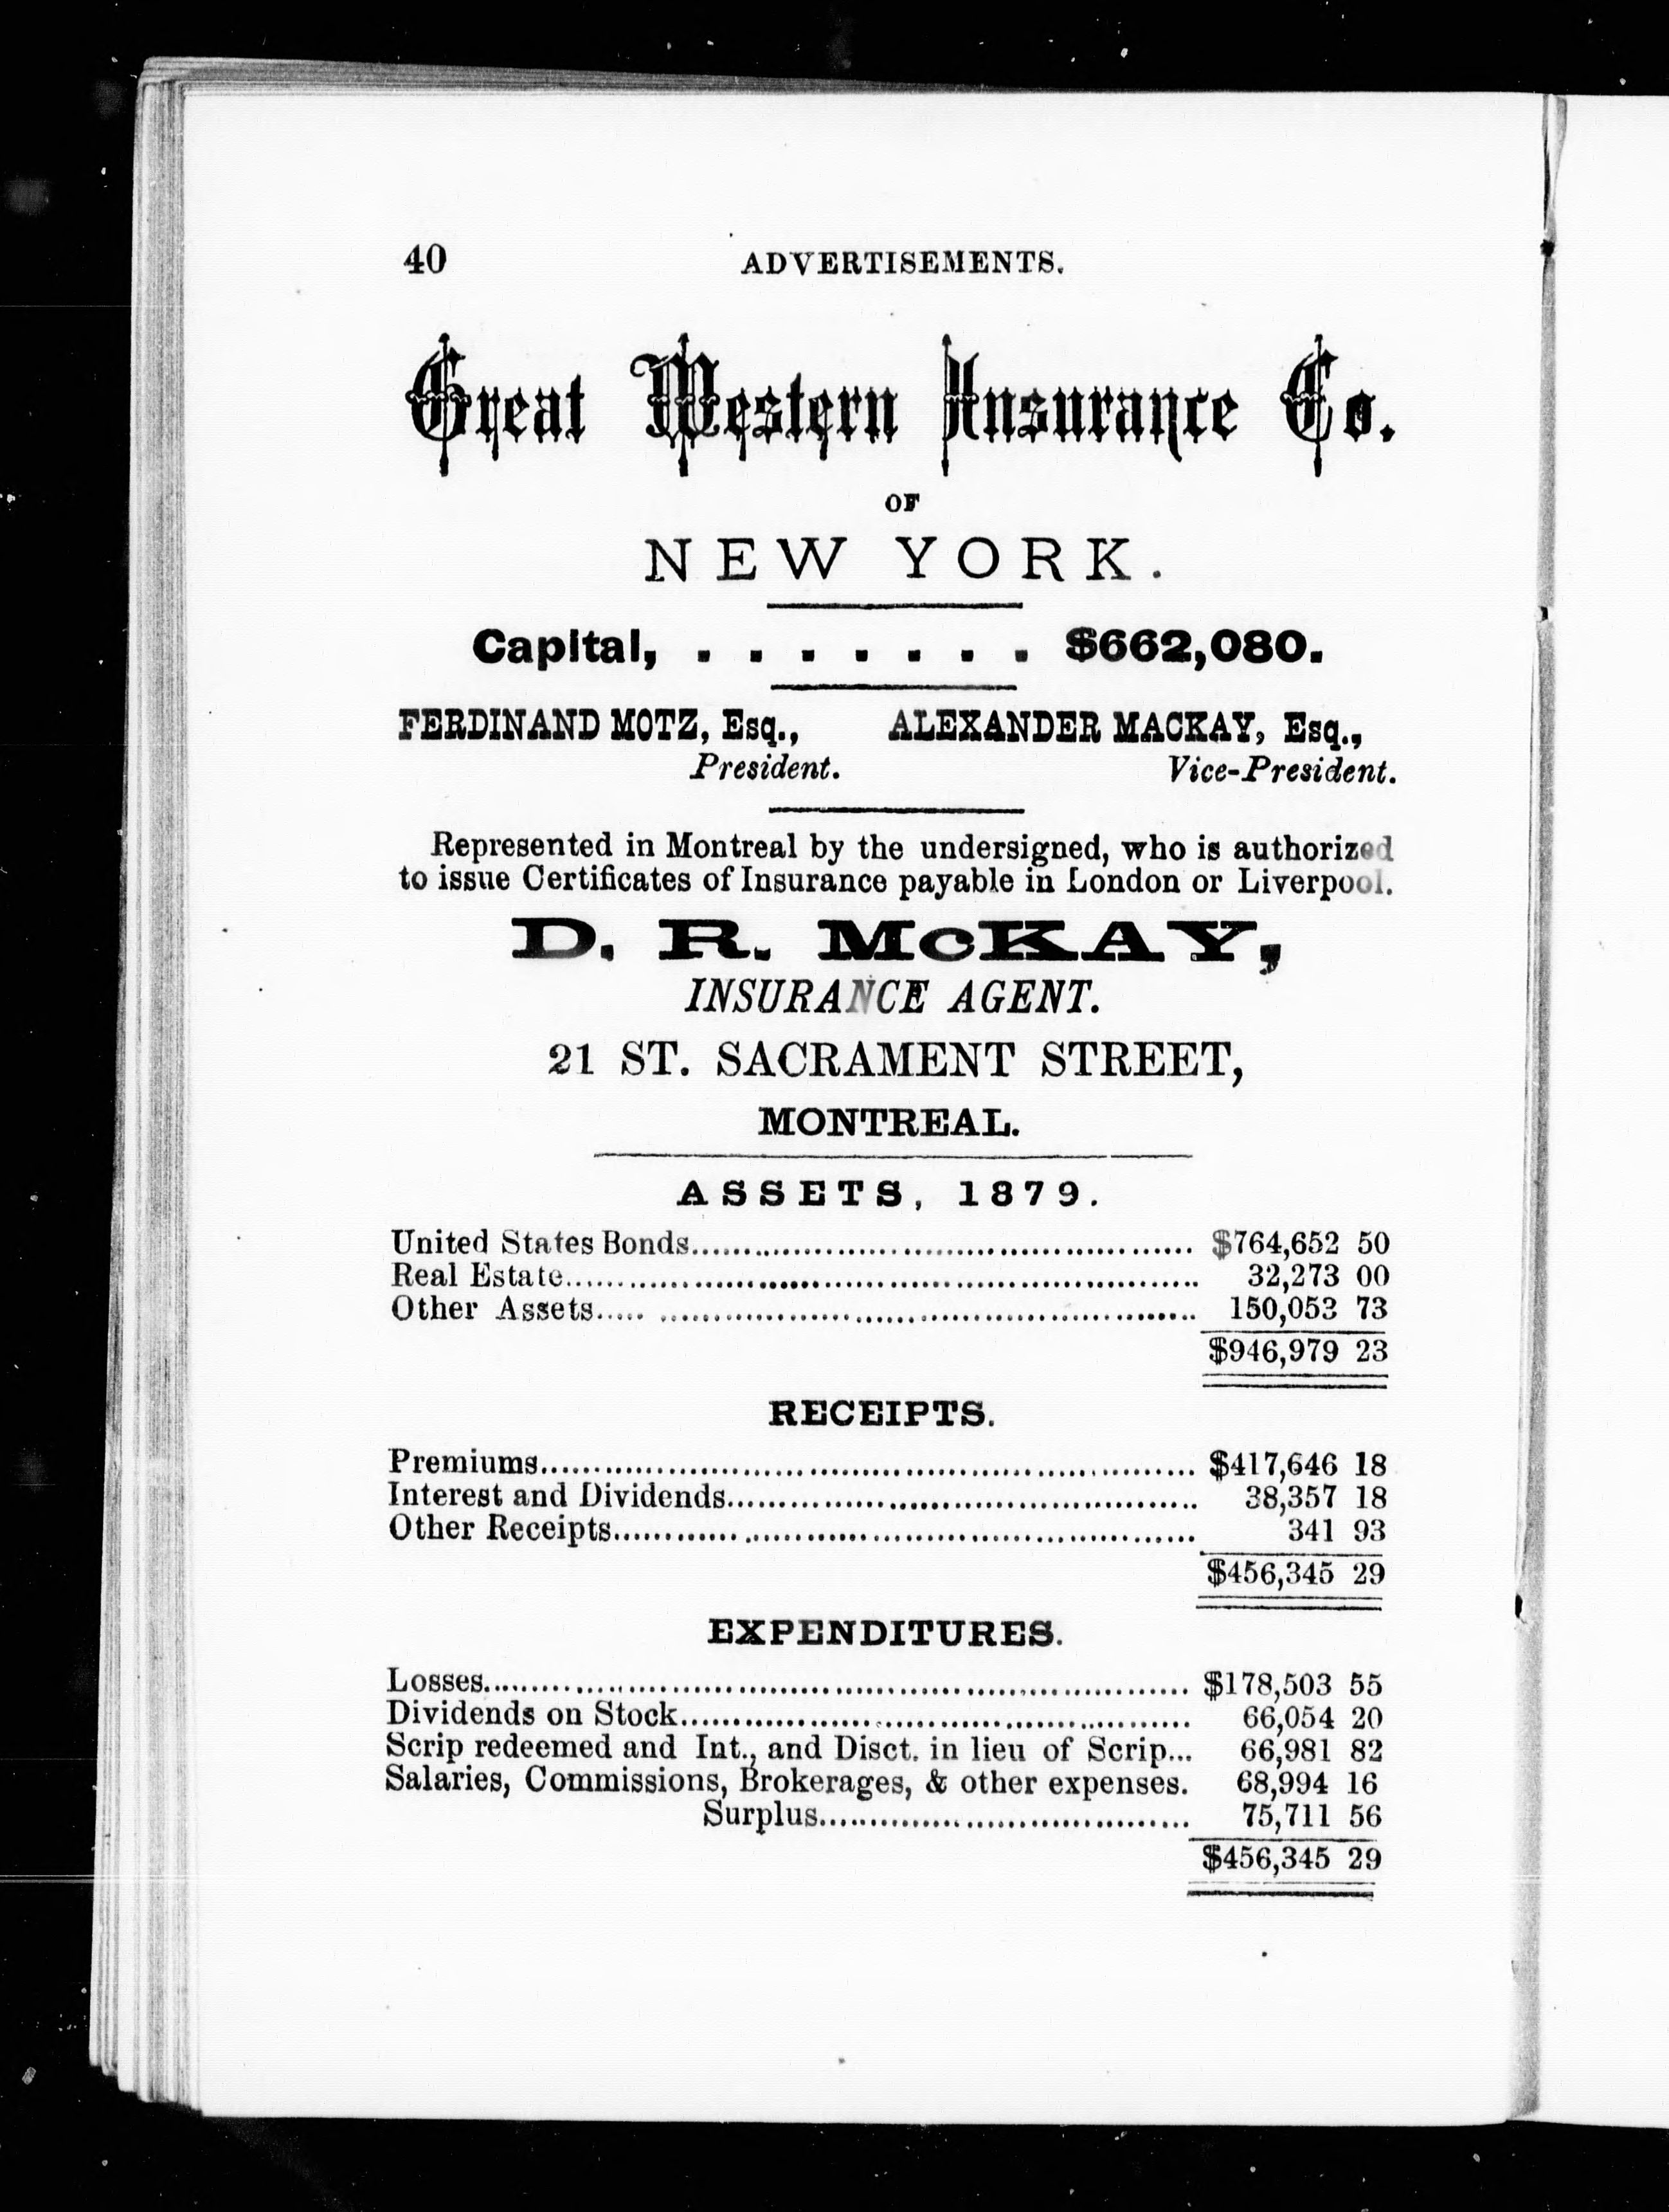 40 ADVERTISEMENTS.
Great Western Insurance Co.
OF
NEW YORK.
Capital, . . . . . . . $662,080.
FERDINAND MOTZ, Esq., ALEXANDER MACKAY, Esq.,
President. Vice-President.
Represented in Montreal by the undersigned, who is authorized
to issue Certificates of Insurance payable in London or Liverpool.
D. R. McKAY,
INSURANCE AGENT.
21 ST. SACRAMENT STREET,
MONTREAL.
ASSETS, 1879.
United States Bonds........ $764,652 50
Real Estate........ 32,273 00
Other Assets........ 150,053 73
$946,979 23
RECEIPTS.
Premiums........ $417,646 18
Interest and Dividends........ 38,357 18
Other Receipts........ 341 93
$456,345 29
EXPENDITURES.
Losses........ $178,503 55
Dividends on Stock........ 66,054 20
Scrip redeemed and Int., and Disct. in lieu of Scrip... 66,981 82
Salaries, Commissions, Brokerages, & other expenses. 68,994 16
Surplus........ 75,711 56
$456,345 29